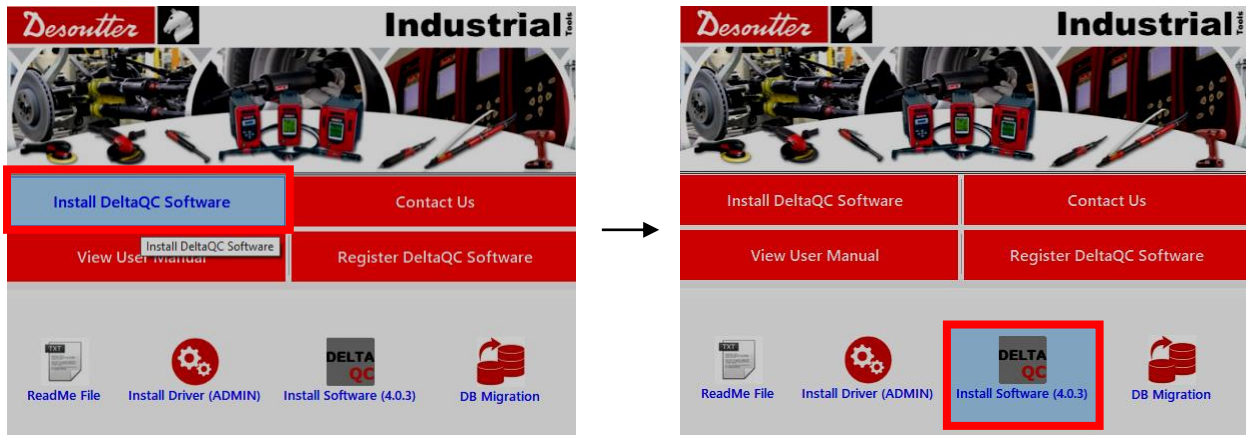 Desoutter
Industrial Tools
Install DeltaQC Software
Contact Us
Install DeltaQC Software
View User Manual
Register DeltaQC Software
TXT
DELTA
QC
ReadMe File
Install Driver (ADMIN)
Install Software (4.0.3)
DB Migration
Desoutter
Industrial Tools
Install DeltaQC Software
Contact Us
View User Manual
Register DeltaQC Software
TXT
DELTA
QC
ReadMe File
Install Driver (ADMIN)
Install Software (4.0.3)
DB Migration